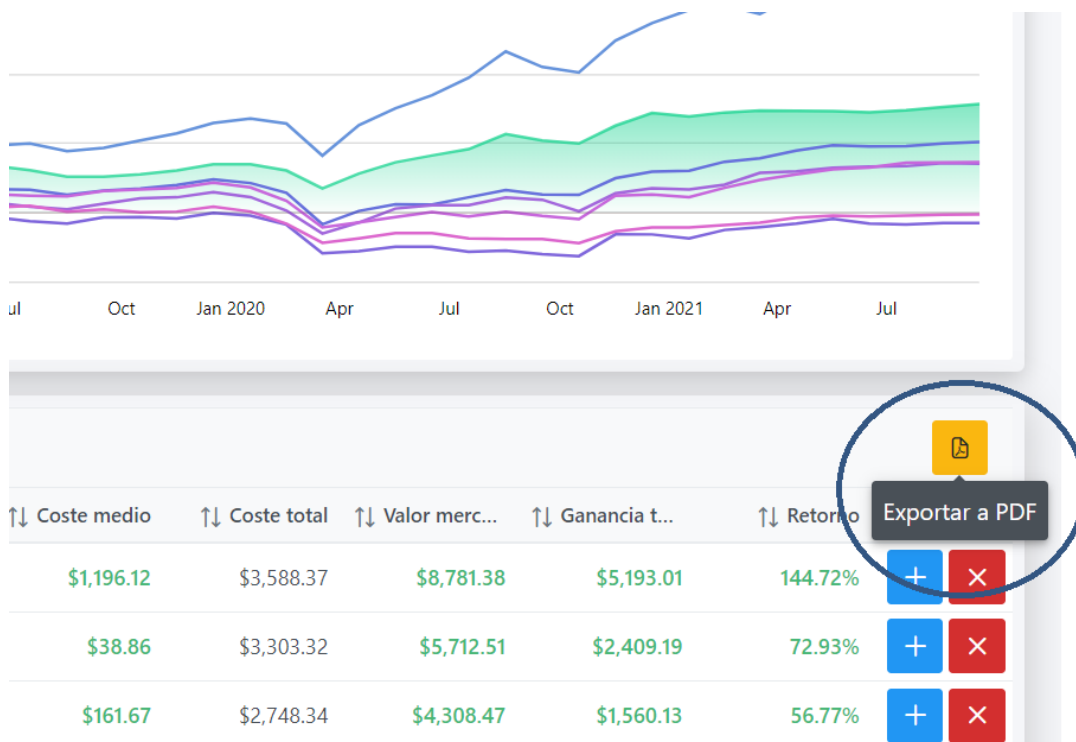 ul Oct Jan 2020 Apr Jul Oct Jan 2021 Apr Jul
Exportar a PDF
Coste medio Coste total Valor merc... Ganancia t... Retorno
$1,196.12 $3,588.37 $8,781.38 $5,193.01 144.72%
$38.86 $3,303.32 $5,712.51 $2,409.19 72.93%
$161.67 $2,748.34 $4,308.47 $1,560.13 56.77%